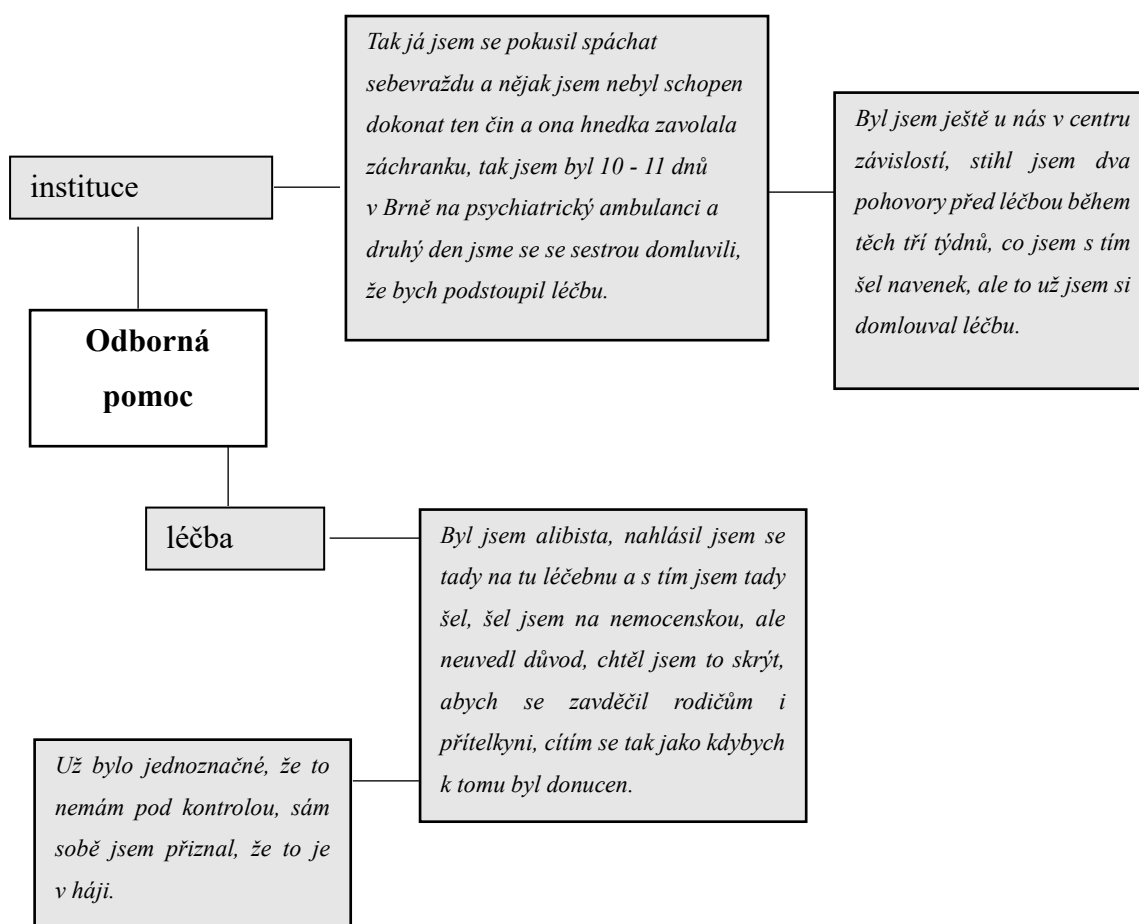 instituce
Tak já jsem se pokusil spáchat
sebevraždu a nějak jsem nebyl schopen
dokonat ten čin a ona hnedka zavolala
záchranku, tak jsem byl 10 - 11 dnů
v Brně na psychiatrický ambulanci a
druhý den jsme se se sestrou domluvili,
že bych podstoupil léčbu.
Byl jsem ještě u nás v centru
závislostí, stihl jsem dva
pohovory před léčbou během
těch tří týdnů, co jsem s tím
šel navenek, ale to už jsem si
domlouval léčbu.
Odborná
pomoc
léčba
Byl jsem alibista, nahlásil jsem se
tady na tu léčebnu a s tím jsem tady
šel, šel jsem na nemocenskou, ale
neuvedl důvod, chtěl jsem to skrýt,
abych se zavděčil rodičům i
přítelkyni, cítím se tak jako kdybych
k tomu byl donucen.
Už bylo jednoznačné, že to
nemám pod kontrolou, sám
sobě jsem přiznal, že to je
v háji.